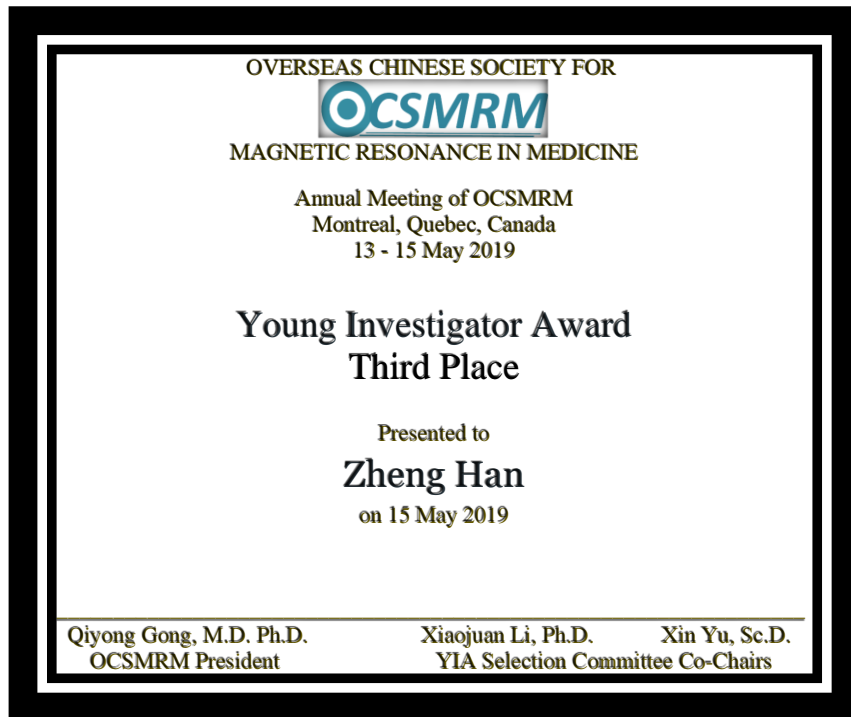 OVERSEAS CHINESE SOCIETY FOR
OCSMRM
MAGNETIC RESONANCE IN MEDICINE
Annual Meeting of OCSMRM
Montreal, Quebec, Canada
13 - 15 May 2019
Young Investigator Award
Third Place
Presented to
Zheng Han
on 15 May 2019
Qiyong Gong, M.D. Ph.D. Xiaojuan Li, Ph.D. Xin Yu, Sc.D.
OCSMRM President YIA Selection Committee Co-Chairs